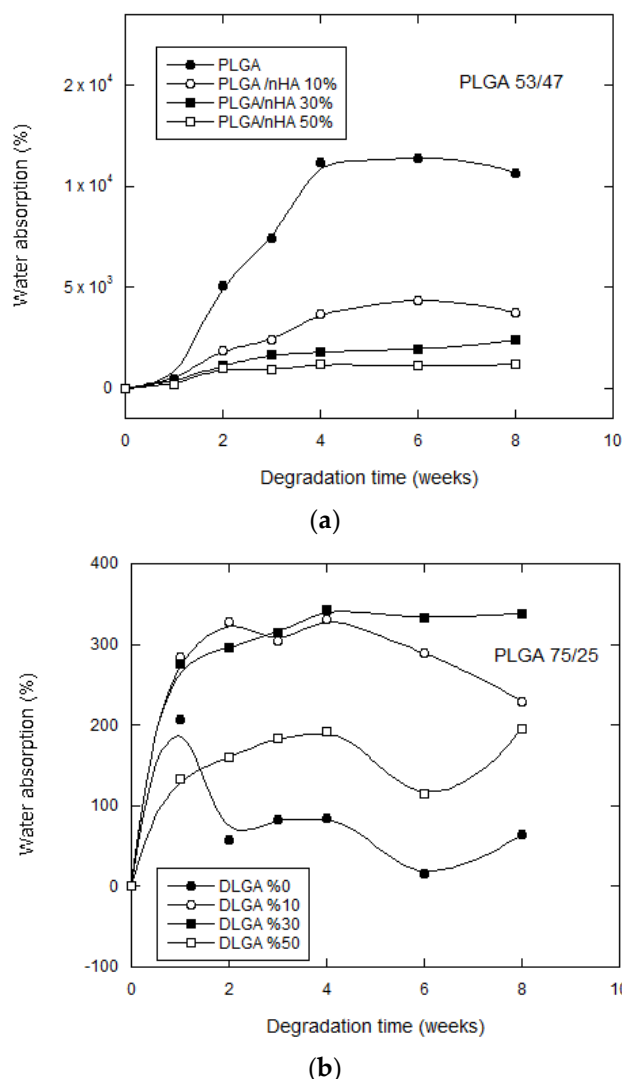 PLGA
PLGA /nHA 10%
PLGA/nHA 30%
PLGA/nHA 50%
PLGA 53/47
2 x 10⁴
1 x 10⁴
5 x 10³
0
Water absorption (%)
0 2 4 6 8 10
Degradation time (weeks)
(a)
400
300
200
100
0
-100
Water absorption (%)
PLGA 75/25
DLGA %0
DLGA %10
DLGA %30
DLGA %50
0 2 4 6 8 10
Degradation time (weeks)
(b)